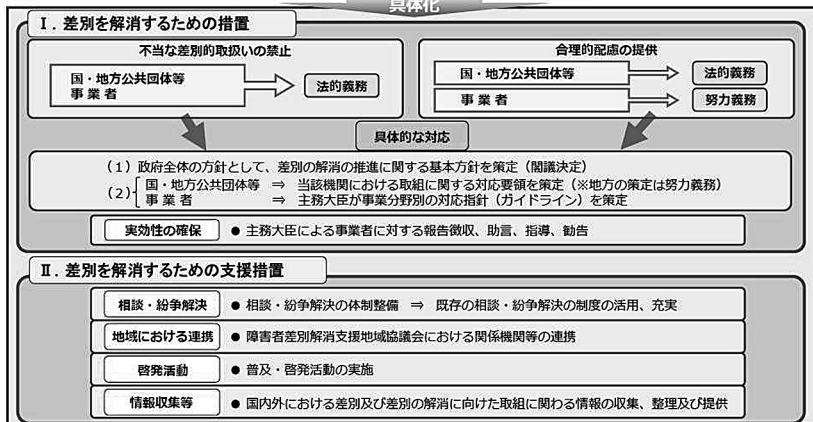 具体化
Ⅰ．差別を解消するための措置
不当な差別的取扱いの禁止
国・地方公共団体等
事 業 者
法的義務
合理的配慮の提供
国・地方公共団体等
法的義務
事 業 者
努力義務
具体的な対応
（１）政府全体の方針として、差別の解消の推進に関する基本方針を策定（閣議決定）
（２）
国・地方公共団体等 ⇒ 当該機関における取組に関する対応要領を策定（※地方の策定は努力義務）
事 業 者 ⇒ 主務大臣が事業分野別の対応指針（ガイドライン）を策定
実効性の確保 ● 主務大臣による事業者に対する報告徴収、助言、指導、勧告
Ⅱ．差別を解消するための支援措置
相談・紛争解決 ● 相談・紛争解決の体制整備 ⇒ 既存の相談・紛争解決の制度の活用、充実
地域における連携 ● 障害者差別解消支援地域協議会における関係機関等の連携
啓発活動 ● 普及・啓発活動の実施
情報収集等 ● 国内外における差別及び差別の解消に向けた取組に関わる情報の収集、整理及び提供